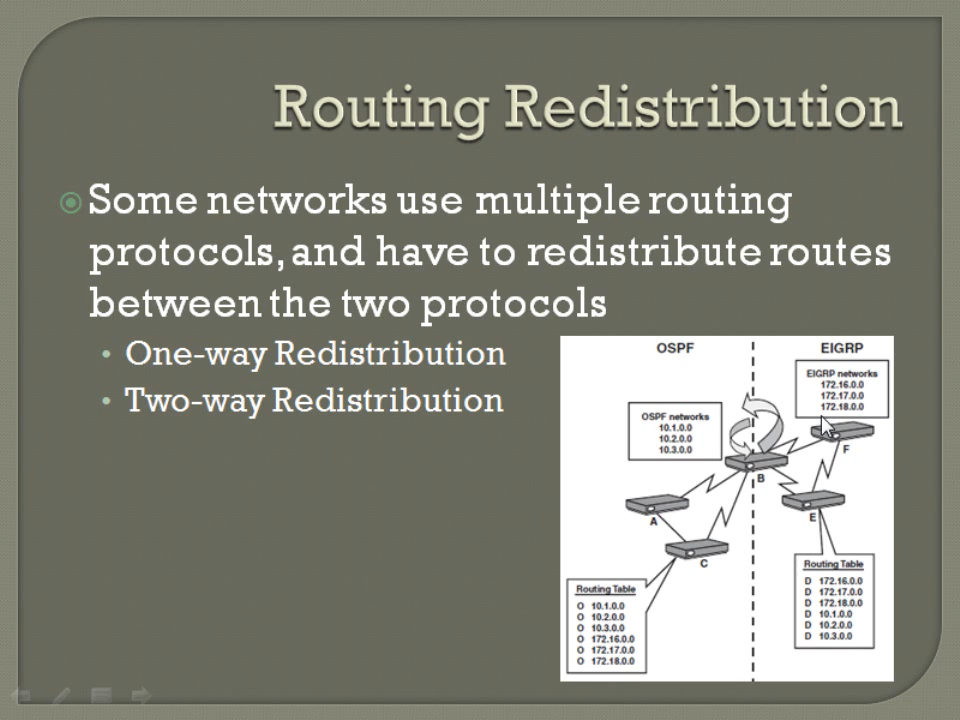 Routing Redistribution
Some networks use multiple routing
protocols, and have to redistribute routes
between the two protocols
• One-way Redistribution
• Two-way Redistribution
OSPF
EIGRP
EIGRP networks
172.16.0.0
172.17.0.0
172.18.0.0
OSPF networks
10.1.0.0
10.2.0.0
10.3.0.0
F
B
A
E
C
Routing Table
D 172.16.0.0
D 172.17.0.0
D 172.18.0.0
D 10.1.0.0
D 10.2.0.0
D 10.3.0.0
Routing Table
O 10.1.0.0
O 10.2.0.0
O 10.3.0.0
O 172.16.0.0
O 172.17.0.0
O 172.18.0.0